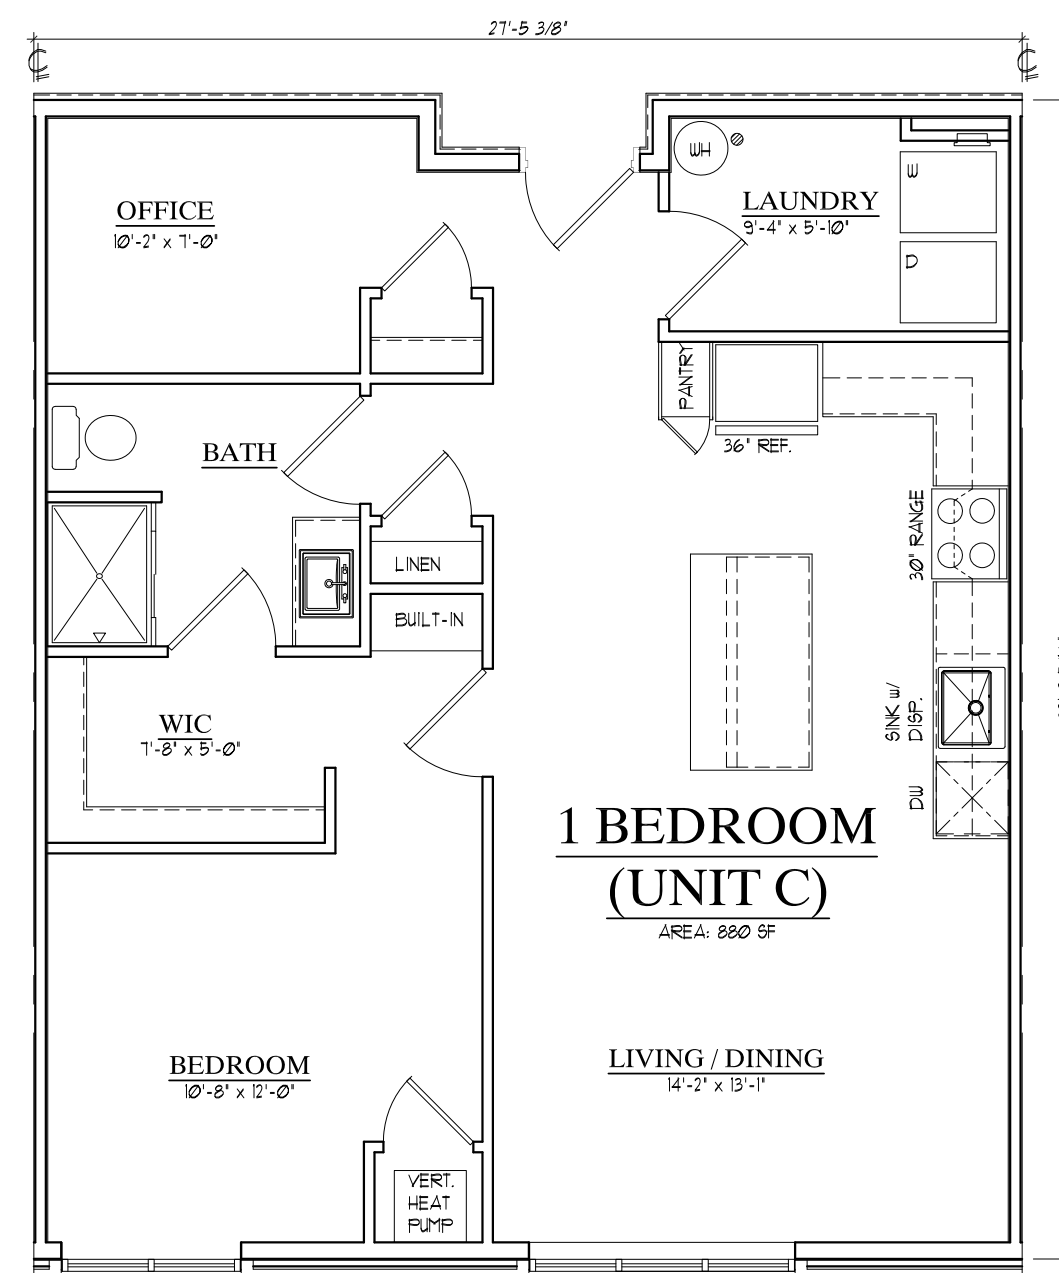 27'-5 3/8"
WH
W
OFFICE
10'-2" x 7'-0"
LAUNDRY
9'-4" x 5'-10"
D
PANTRY
36" REF.
BATH
30" RANGE
LINEN
BUILT-IN
SINK w/
DISP.
WIC
7'-8" x 5'-0"
DW
1 BEDROOM
(UNIT C)
AREA: 880 SF
BEDROOM
10'-8" x 12'-0"
LIVING / DINING
14'-2" x 13'-1"
VERT.
HEAT
PUMP